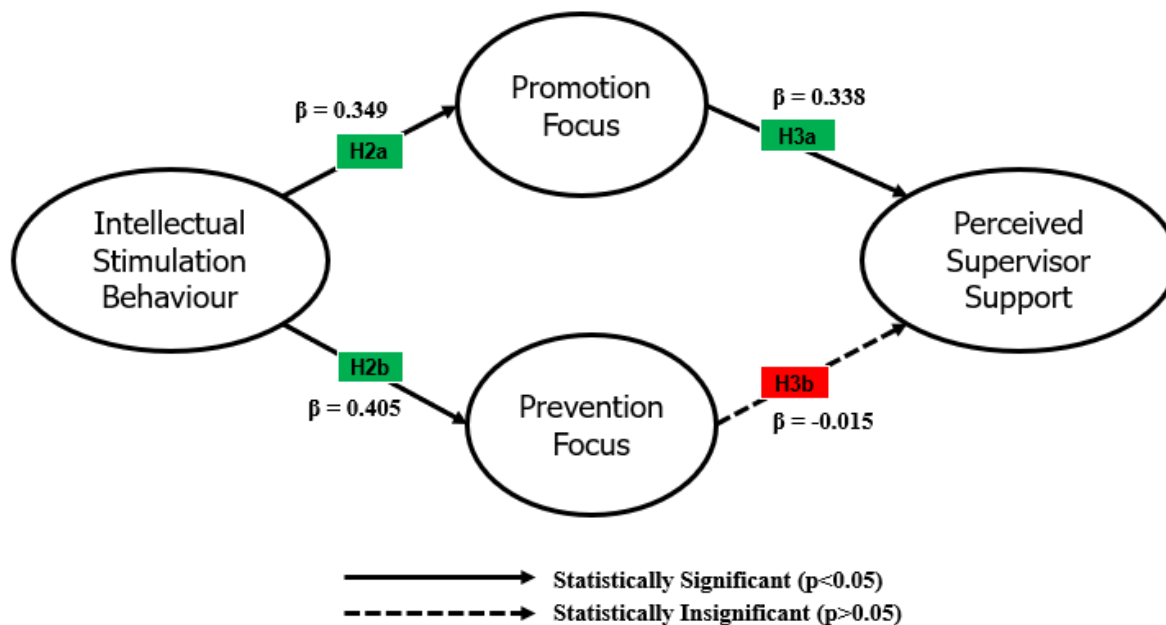 Promotion
Focus
β = 0.349
β = 0.338
H2a
H3a
Intellectual
Stimulation
Behaviour
Perceived
Supervisor
Support
H2b
H3b
β = 0.405
β = -0.015
Prevention
Focus
Statistically Significant (p<0.05)
Statistically Insignificant (p>0.05)